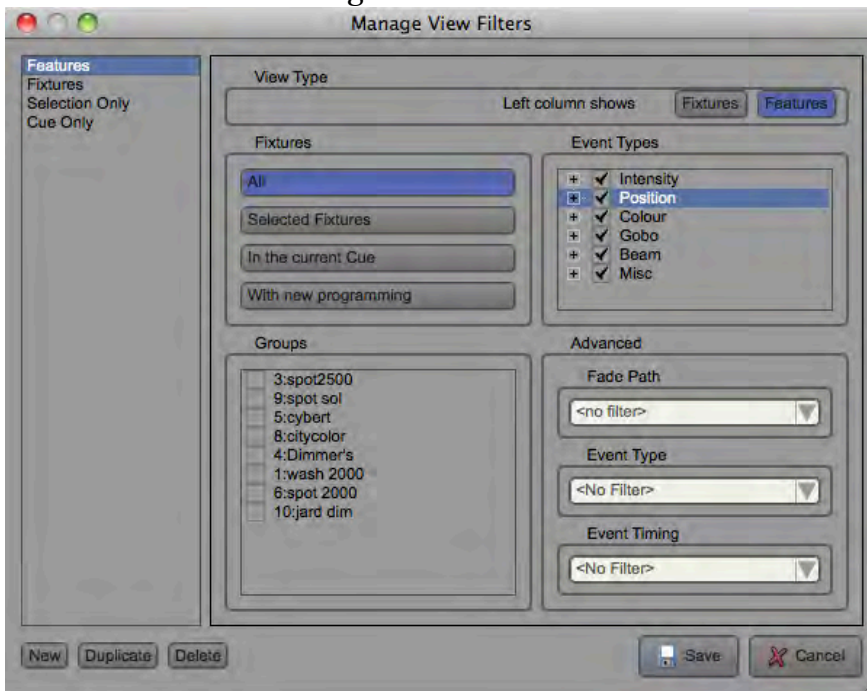 Manage View Filters
Features
Fixtures
Selection Only
Cue Only
View Type
Left column shows
Fixtures
Features
Fixtures
All
Selected Fixtures
In the current Cue
With new programming
Event Types
Intensity
Position
Colour
Gobo
Beam
Misc
Groups
3:spot2500
9:spot sol
5:cybert
8:citycolor
4:Dimmer's
1:wash 2000
6:spot 2000
10:jard dim
Advanced
Fade Path
<no filter>
Event Type
<No Filter>
Event Timing
<No Filter>
New
Duplicate
Delete
Save
Cancel